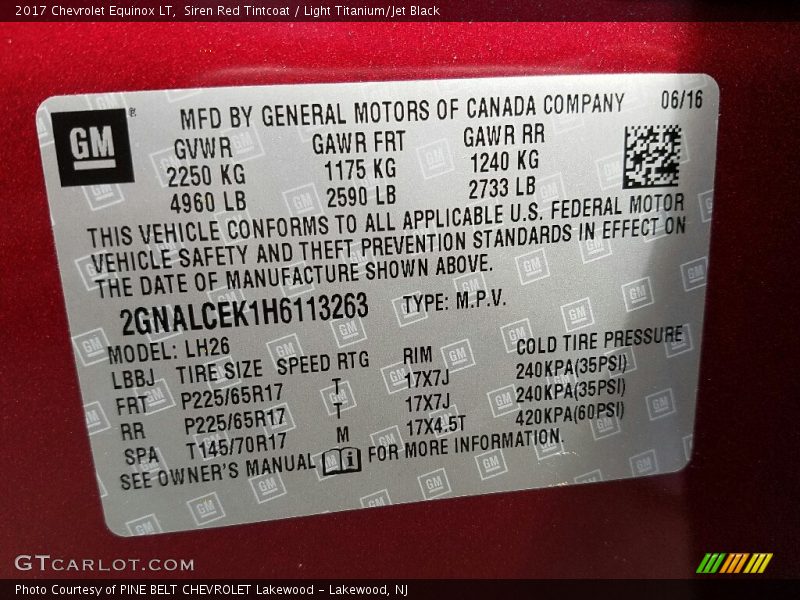 2017 Chevrolet Equinox LT,  Siren Red Tintcoat / Light Titanium/Jet Black
GM ®
MFD BY GENERAL MOTORS OF CANADA COMPANY 06/16
GVWR GAWR FRT GAWR RR
2250 KG 1175 KG 1240 KG
4960 LB 2590 LB 2733 LB
THIS VEHICLE CONFORMS TO ALL APPLICABLE U.S. FEDERAL MOTOR
VEHICLE SAFETY AND THEFT PREVENTION STANDARDS IN EFFECT ON
THE DATE OF MANUFACTURE SHOWN ABOVE.
2GNALCEK1H6113263 TYPE: M.P.V.
MODEL: LH26
LBBJ TIRE SIZE SPEED RTG RIM COLD TIRE PRESSURE
FRT P225/65R17 T 17X7J 240KPA(35PSI)
RR P225/65R17 T 17X7J 240KPA(35PSI)
SPA T145/70R17 M 17X4.5T 420KPA(60PSI)
SEE OWNER'S MANUAL i FOR MORE INFORMATION.
GTCARLOT.COM
Photo Courtesy of PINE BELT CHEVROLET Lakewood - Lakewood, NJ